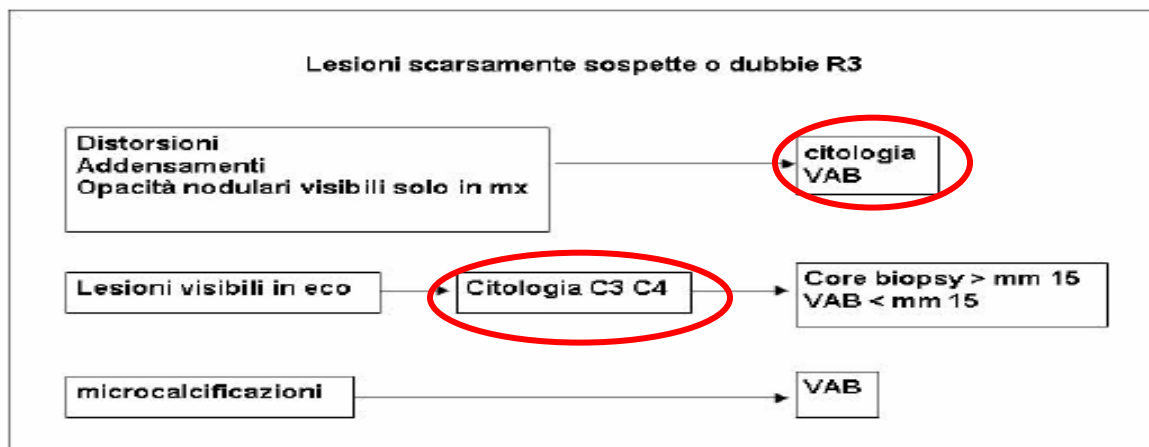 Lesioni scarsamente sospette o dubbie R3
Distorsioni
Addensamenti
Opacità nodulari visibili solo in mx
citologia
VAB
Lesioni visibili in eco
Citologia C3 C4
Core biopsy > mm 15
VAB < mm 15
microcalcificazioni
VAB